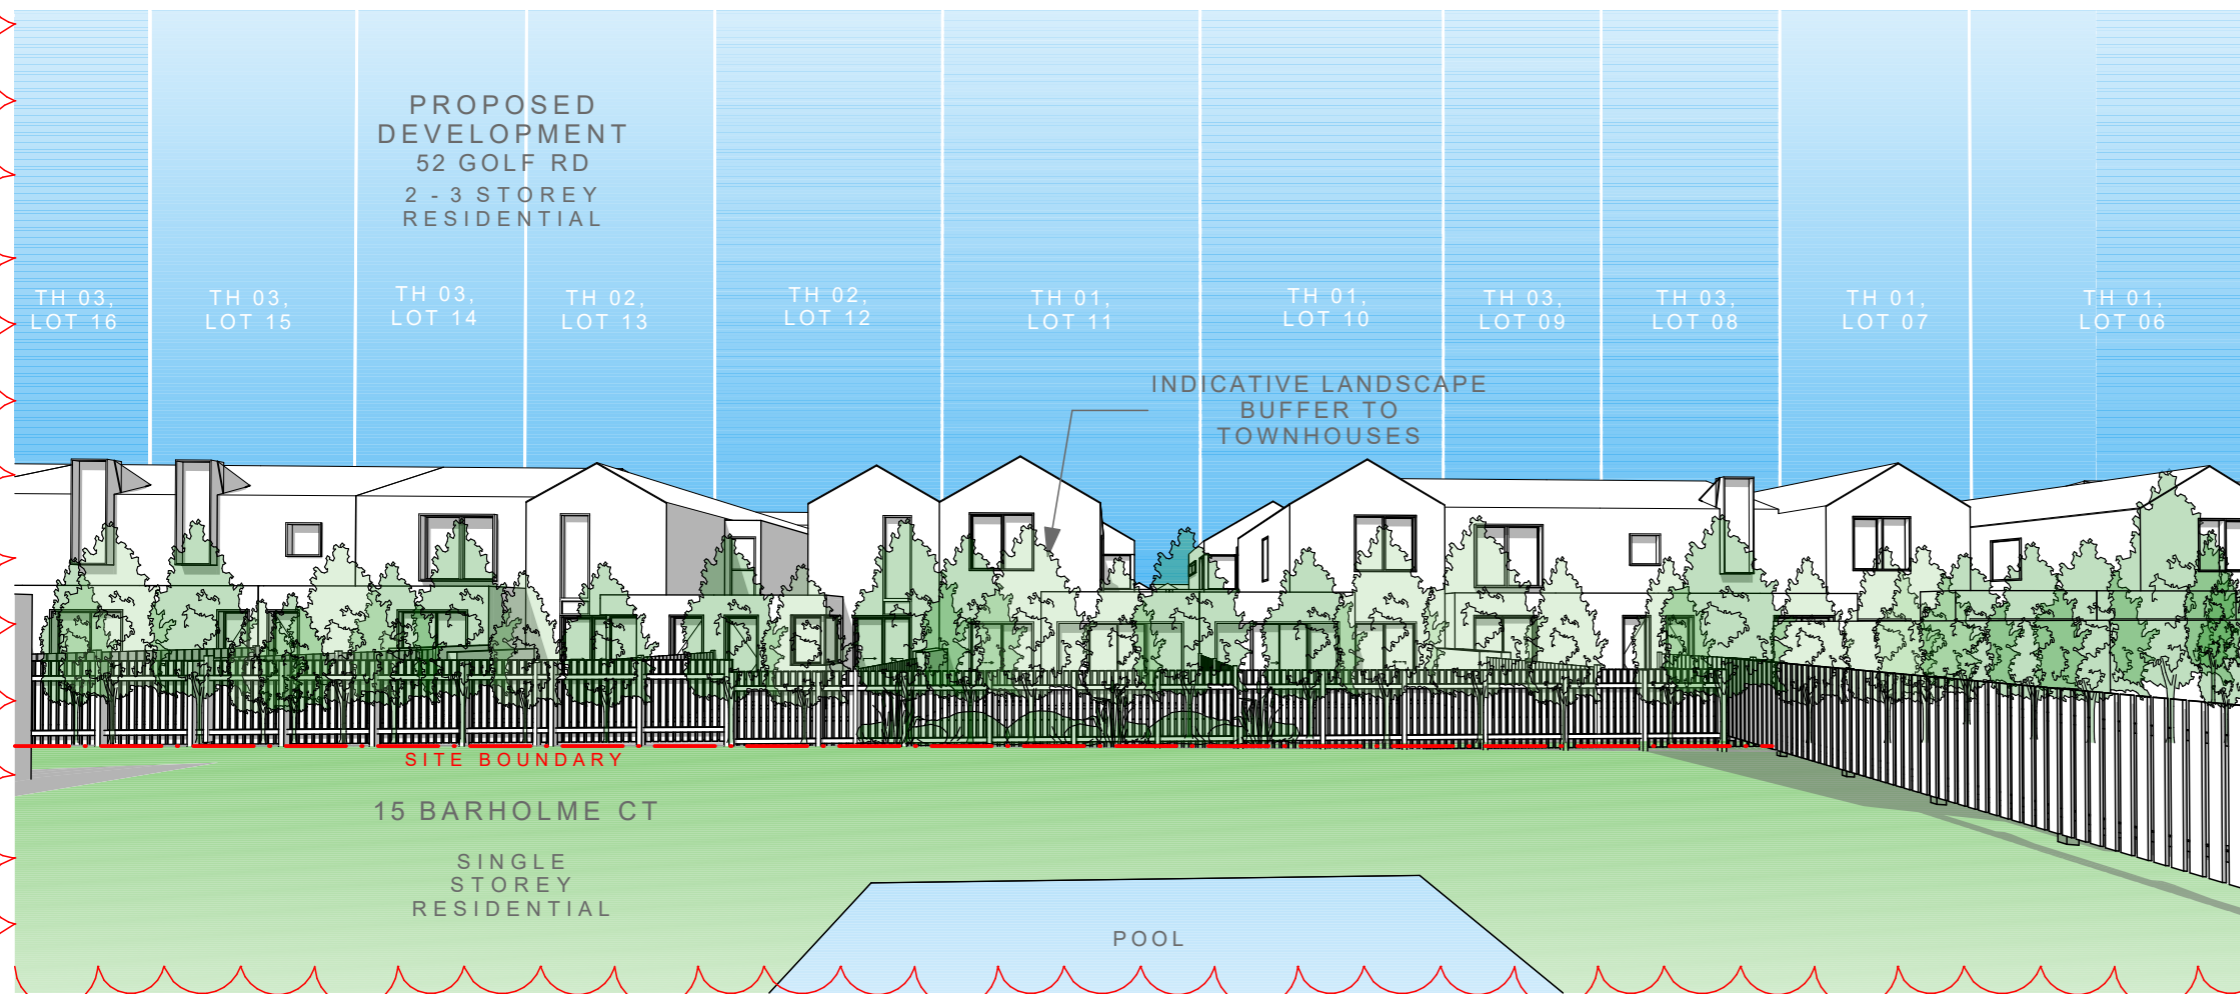 PROPOSED
DEVELOPMENT
52 GOLF RD
2 - 3 STOREY
RESIDENTIAL
TH 03,
LOT 16
TH 03,
LOT 15
TH 03,
LOT 14
TH 02,
LOT 13
TH 02,
LOT 12
TH 01,
LOT 11
TH 01,
LOT 10
TH 03,
LOT 09
TH 03,
LOT 08
TH 01,
LOT 07
TH 01,
LOT 06
INDICATIVE LANDSCAPE
BUFFER TO
TOWNHOUSES
SITE BOUNDARY
15 BARHOLME CT
SINGLE
STOREY
RESIDENTIAL
POOL